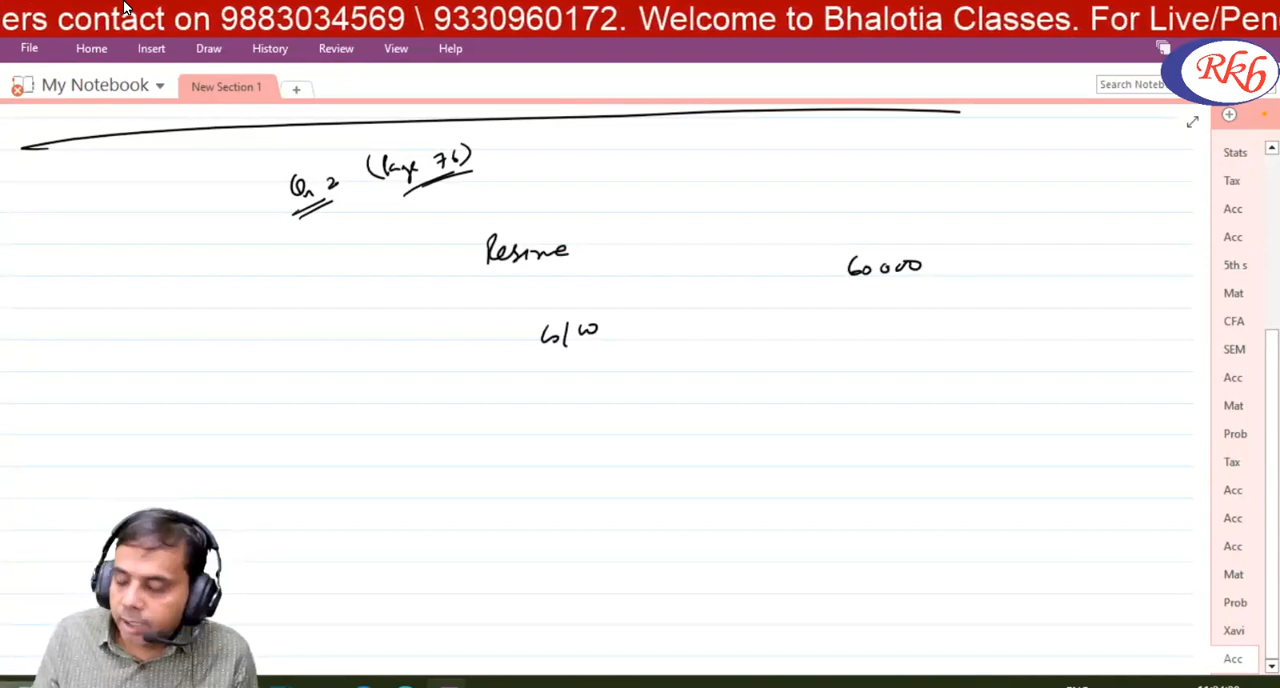 ers contact on 9883034569 \ 9330960172. Welcome to Bhalotia Classes. For Live/Pen
File Home Insert Draw History Review View Help
Rkb
My Notebook New Section 1 + Search Noteb
Stats
Tax
Acc
Acc
5th s
Mat
CFA
SEM
Acc
Mat
Prob
Tax
Acc
Acc
Acc
Mat
Prob
Xavi
Acc
Qn 2 (Page 76)
Reserve 60000
G/W